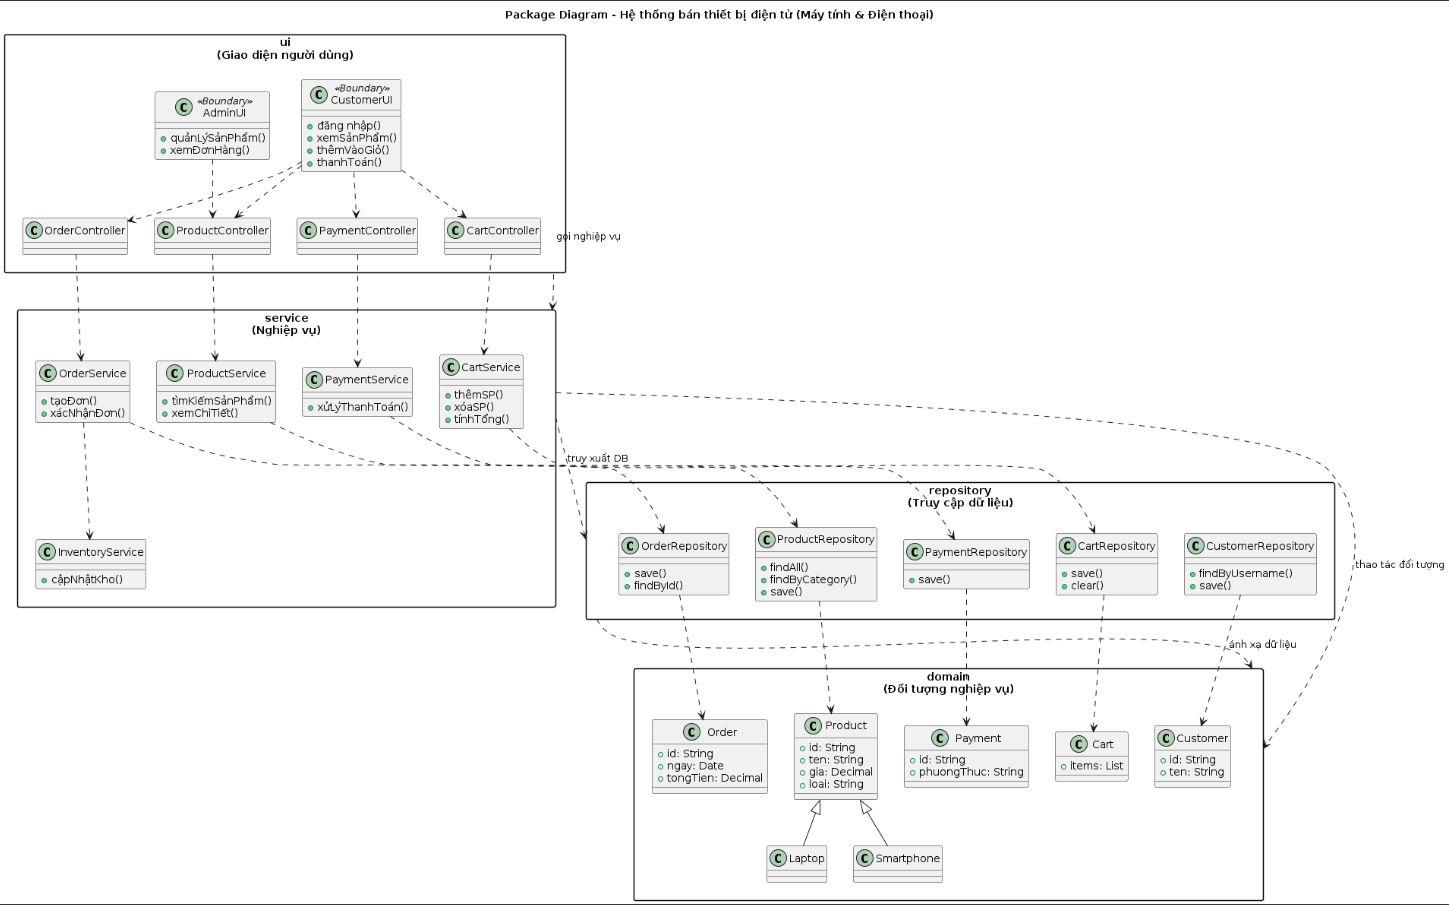 Package Diagram - Hệ thống bán thiết bị điện tử (Máy tính & Điện thoại)
ui
(Giao diện người dùng)
«Boundary»
AdminUI
quảnLýSảnPhẩm()
xemĐơnHàng()
«Boundary»
CustomerUI
đăng nhập()
xemSảnPhẩm()
thêmVàoGiỏ()
thanhToán()
C OrderController
C ProductController
C PaymentController
C CartController
gọi nghiệp vụ
service
(Nghiệp vụ)
C OrderService
tạoĐơn()
xácNhậnĐơn()
C ProductService
tìmKiếmSảnPhẩm()
xemChiTiết()
C PaymentService
xửLýThanhToán()
C CartService
thêmSP()
xóaSP()
tínhTổng()
C InventoryService
cậpNhậtKho()
truy xuất DB
repository
(Truy cập dữ liệu)
C OrderRepository
save()
findById()
C ProductRepository
findAll()
findByCategory()
save()
C PaymentRepository
save()
C CartRepository
save()
clear()
C CustomerRepository
findByUsername()
save()
thao tác đối tượng
ánh xạ dữ liệu
domain
(Đối tượng nghiệp vụ)
C Order
id: String
ngay: Date
tongTien: Decimal
C Product
id: String
ten: String
gia: Decimal
loai: String
C Payment
id: String
phuongThuc: String
C Cart
items: List
C Customer
id: String
ten: String
C Laptop
C Smartphone